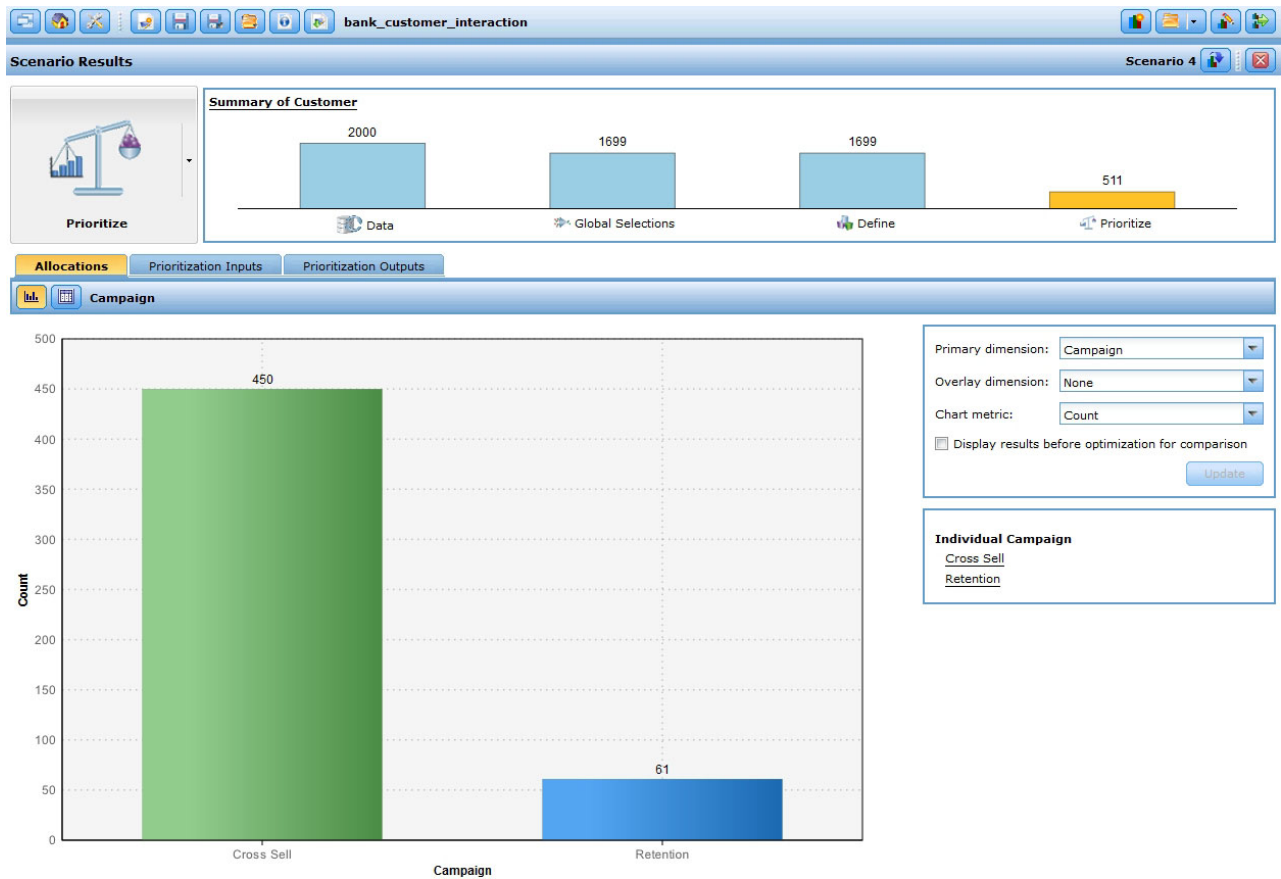 bank_customer_interaction
Scenario Results
Scenario 4
Prioritize
Summary of Customer
2000
1699
1699
511
Data
Global Selections
Define
Prioritize
Allocations
Prioritization Inputs
Prioritization Outputs
Campaign
500
450
400
350
300
250
200
150
100
50
0
Count
450
61
Cross Sell
Retention
Campaign
Primary dimension: Campaign
Overlay dimension: None
Chart metric: Count
Display results before optimization for comparison
Update
Individual Campaign
Cross Sell
Retention